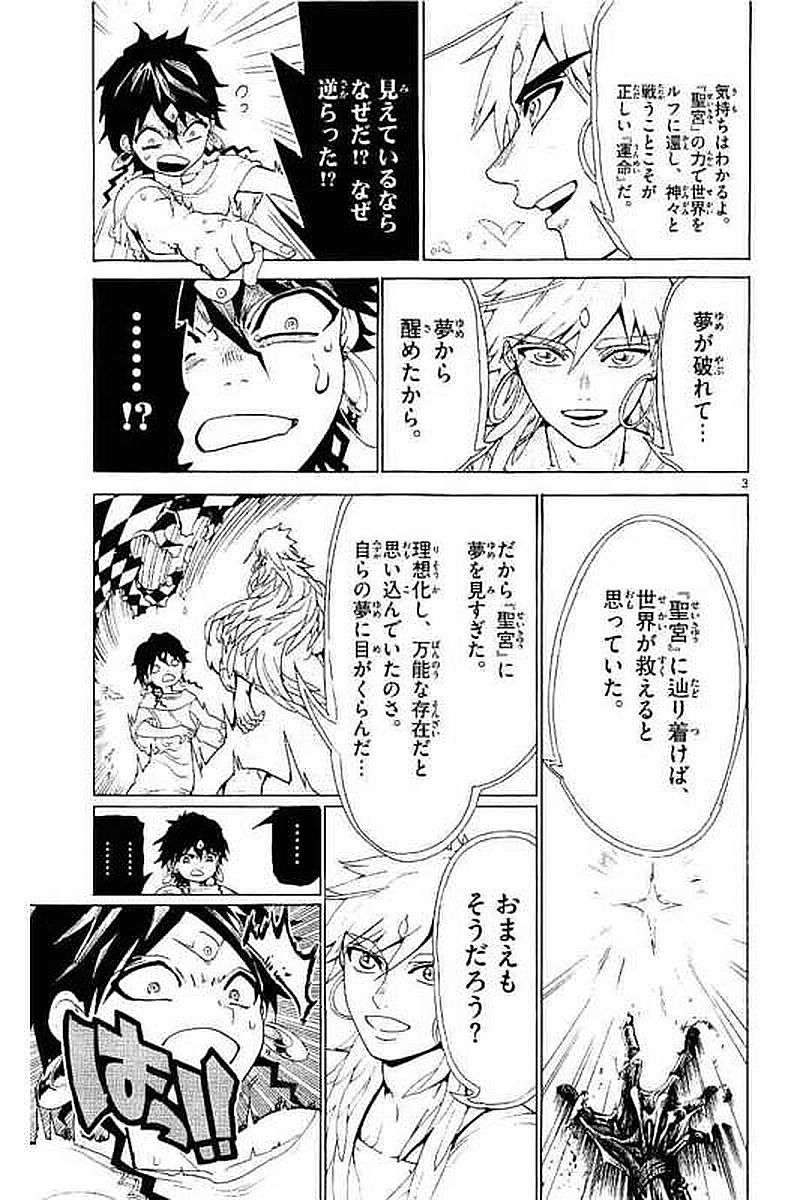 気持ちはわかるよ。
『聖宮』の力で世界を
ルフに還し、神々と
戦うことこそが
正しい『運命』だ。
見えているなら
なぜだ!?なぜ
逆らった!?
夢が破れて…
夢から
醒めたから。
……!?
3
『聖宮』に辿り着けば、
世界が救えると
思っていた。
だから『聖宮』に
夢を見すぎた。
理想化し、万能な存在だと
思い込んでいたのさ。
自らの夢に目がくらんだ…
……
……
おまえも
そうだろう?
はっ!!